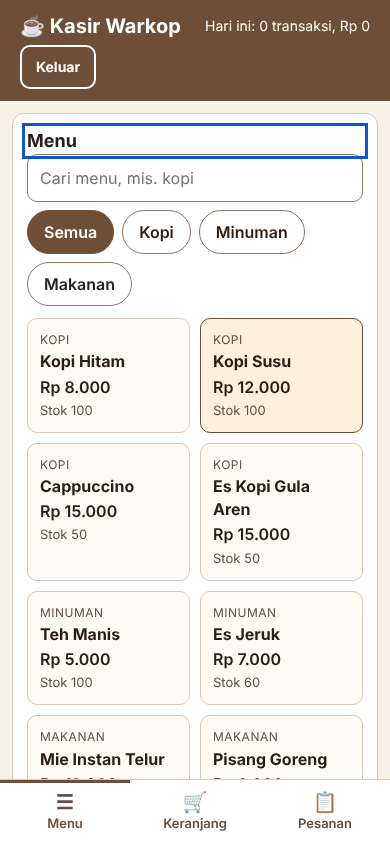 Kasir Warkop
Hari ini: 0 transaksi, Rp 0
Keluar
Menu
Cari menu, mis. kopi
Semua
Kopi
Minuman
Makanan
KOPI
Kopi Hitam
Rp 8.000
Stok 100
KOPI
Kopi Susu
Rp 12.000
Stok 100
KOPI
Cappuccino
Rp 15.000
Stok 50
KOPI
Es Kopi Gula
Aren
Rp 15.000
Stok 50
MINUMAN
Teh Manis
Rp 5.000
Stok 100
MINUMAN
Es Jeruk
Rp 7.000
Stok 60
MAKANAN
Mie Instan Telur
MAKANAN
Pisang Goreng
Menu
Keranjang
Pesanan